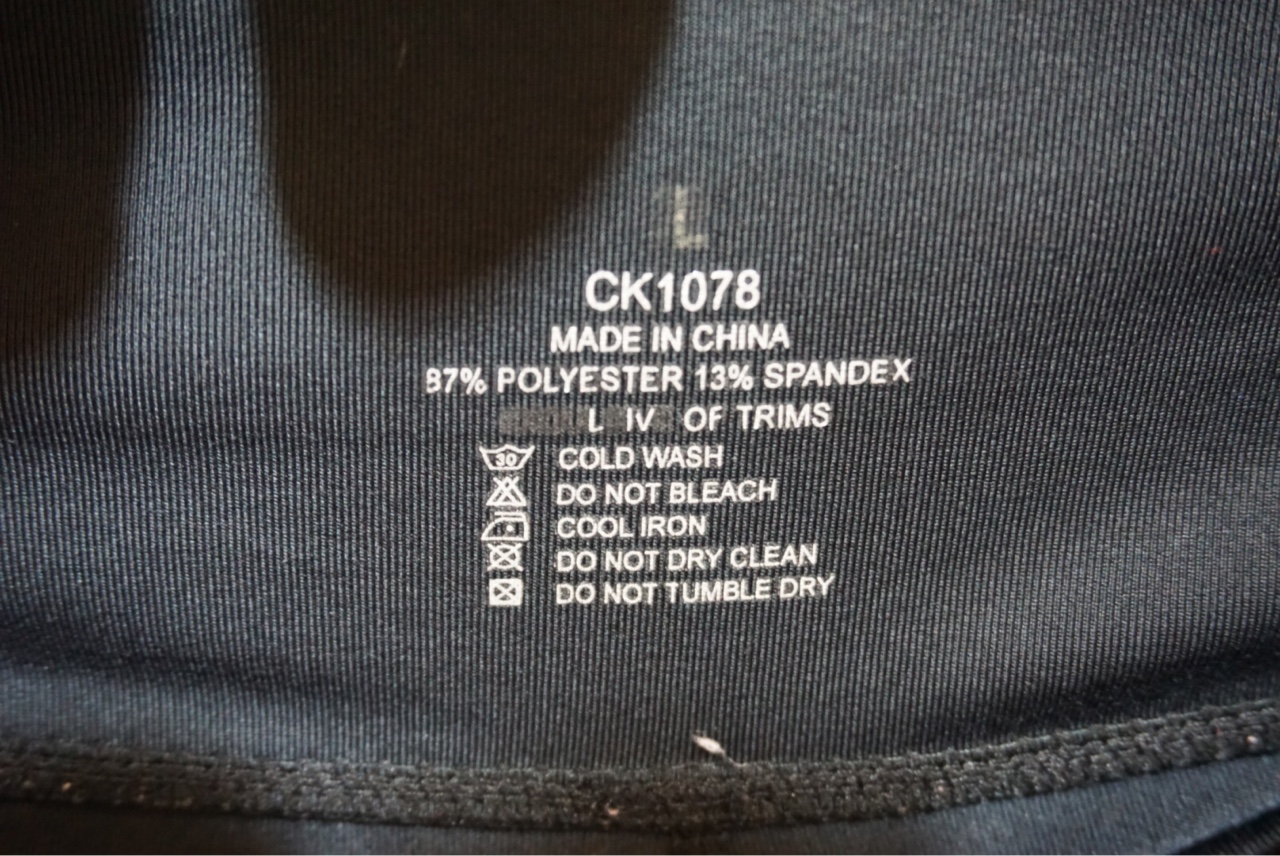 L
CK1078
MADE IN CHINA
87% POLYESTER 13% SPANDEX
OF TRIMS
30 COLD WASH
DO NOT BLEACH
COOL IRON
DO NOT DRY CLEAN
DO NOT TUMBLE DRY